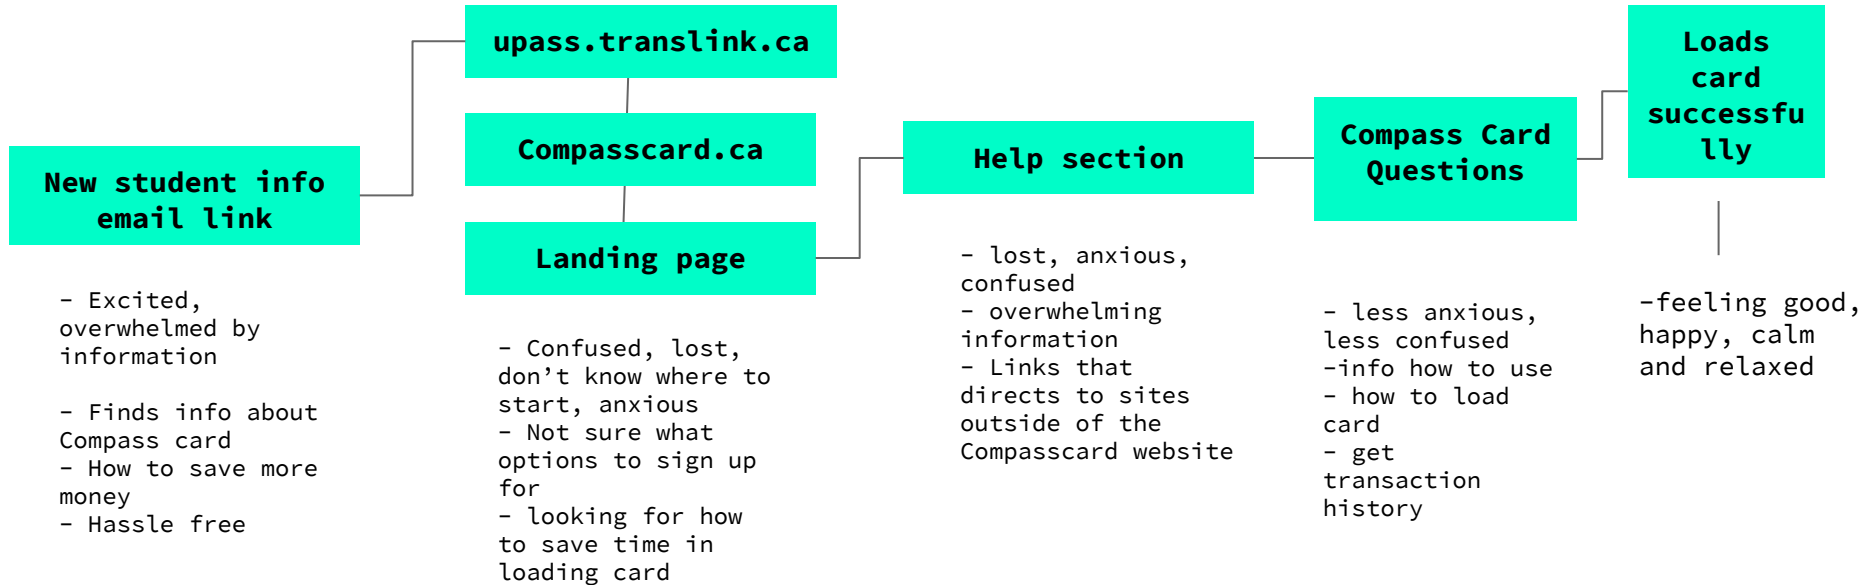 New student info
email link
– Excited,
overwhelmed by
information
– Finds info about
Compass card
– How to save more
money
– Hassle free
upass.translink.ca
Compasscard.ca
Landing page
– Confused, lost,
don’t know where to
start, anxious
– Not sure what
options to sign up
for
– looking for how
to save time in
loading card
Help section
– lost, anxious,
confused
– overwhelming
information
– Links that
directs to sites
outside of the
Compasscard website
Compass Card
Questions
– less anxious,
less confused
–info how to use
– how to load
card
– get
transaction
history
Loads
card
successfu
lly
–feeling good,
happy, calm
and relaxed